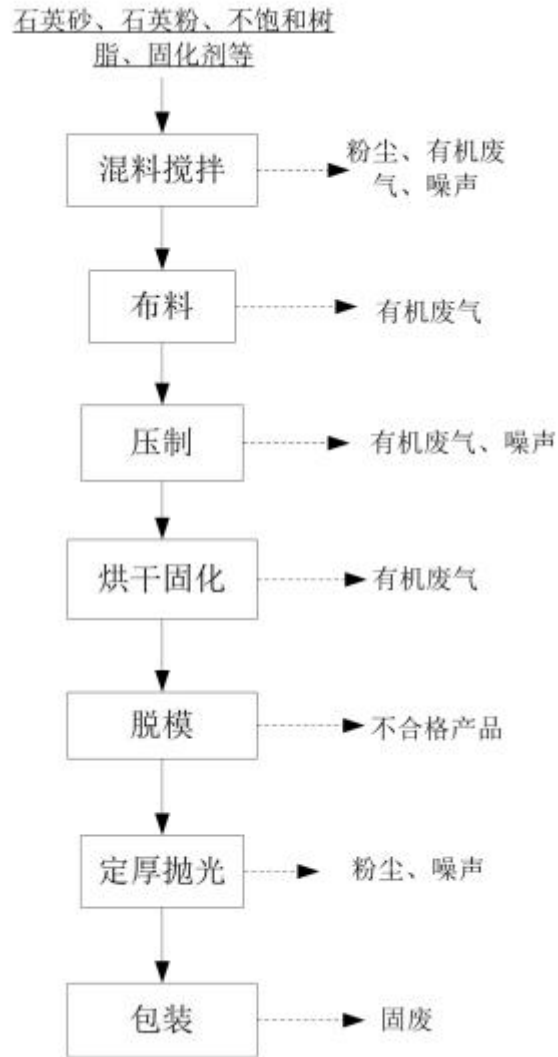 石英砂、石英粉、不饱和树
脂、固化剂等
混料搅拌
粉尘、有机废
气、噪声
布料
有机废气
压制
有机废气、噪声
烘干固化
有机废气
脱模
不合格产品
定厚抛光
粉尘、噪声
包装
固废